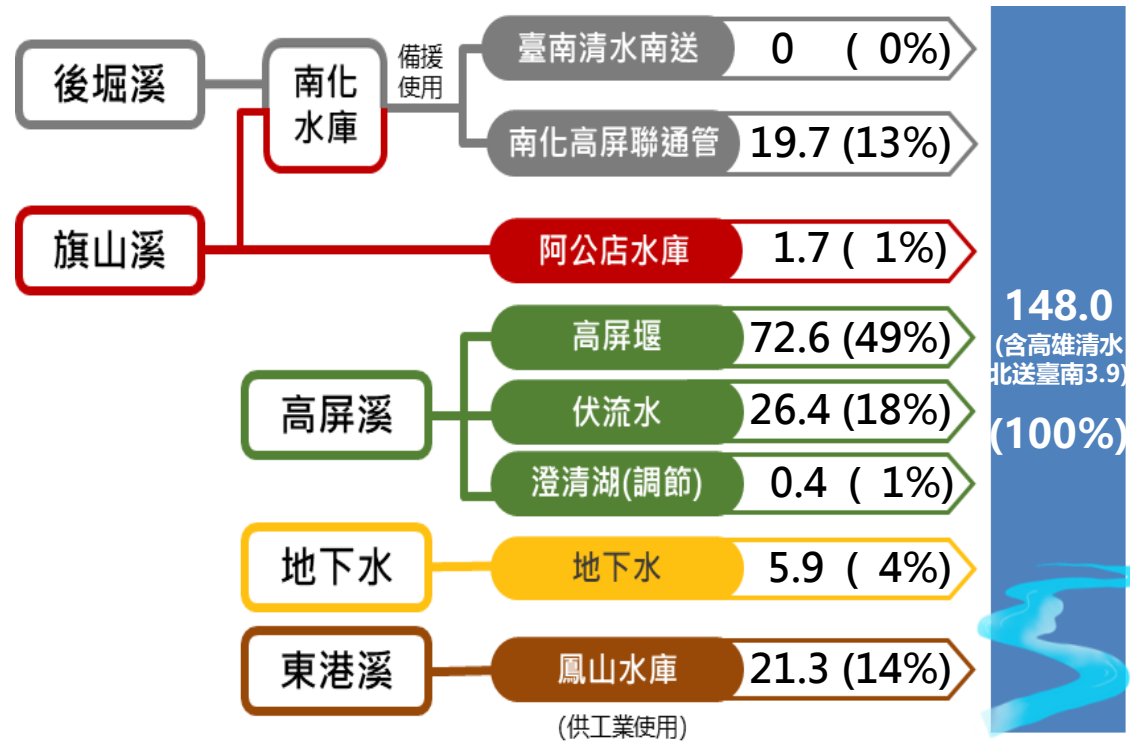 後堀溪
南化
水庫
備援
使用
臺南清水南送 0 ( 0%)
南化高屏聯通管 19.7 (13%)
旗山溪
阿公店水庫 1.7 ( 1%)
高屏溪
高屏堰 72.6 (49%)
伏流水 26.4 (18%)
澄清湖(調節) 0.4 ( 1%)
地下水
地下水 5.9 ( 4%)
東港溪
鳳山水庫 21.3 (14%)
(供工業使用)
148.0
(含高雄清水
北送臺南3.9)
(100%)